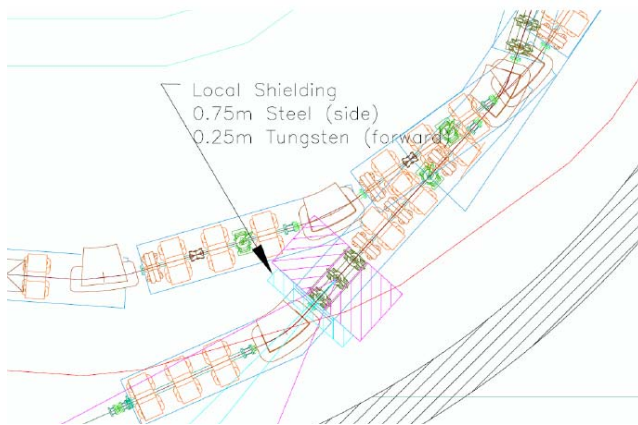 Local Shielding
0.75m Steel (side)
0.25m Tungsten (forward)